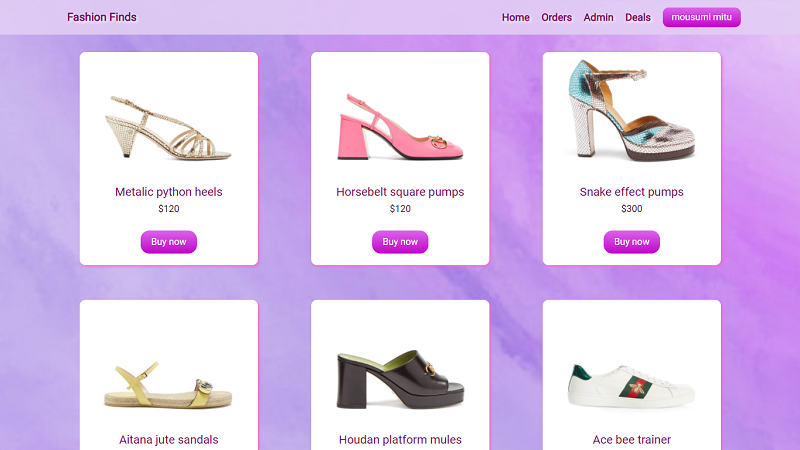 Fashion Finds
Home Orders Admin Deals mousumi mitu
Metalic python heels
$120
Buy now
Horsebelt square pumps
$120
Buy now
Snake effect pumps
$300
Buy now
Aitana jute sandals
Houdan platform mules
Ace bee trainer